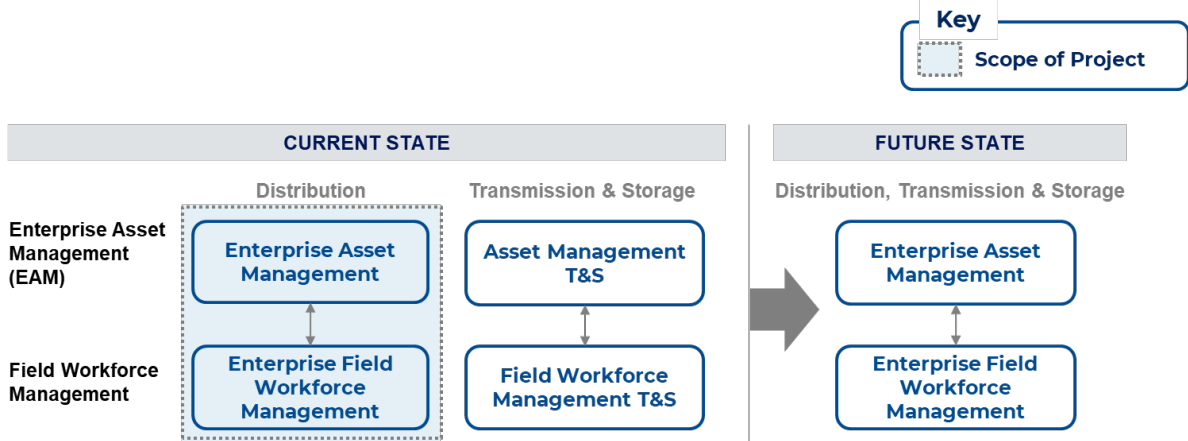 Key
Scope of Project
CURRENT STATE
FUTURE STATE
Distribution
Transmission & Storage
Distribution, Transmission & Storage
Enterprise Asset
Management
(EAM)
Enterprise Asset
Management
Asset Management
T&S
Enterprise Asset
Management
Field Workforce
Management
Enterprise Field
Workforce
Management
Field Workforce
Management T&S
Enterprise Field
Workforce
Management